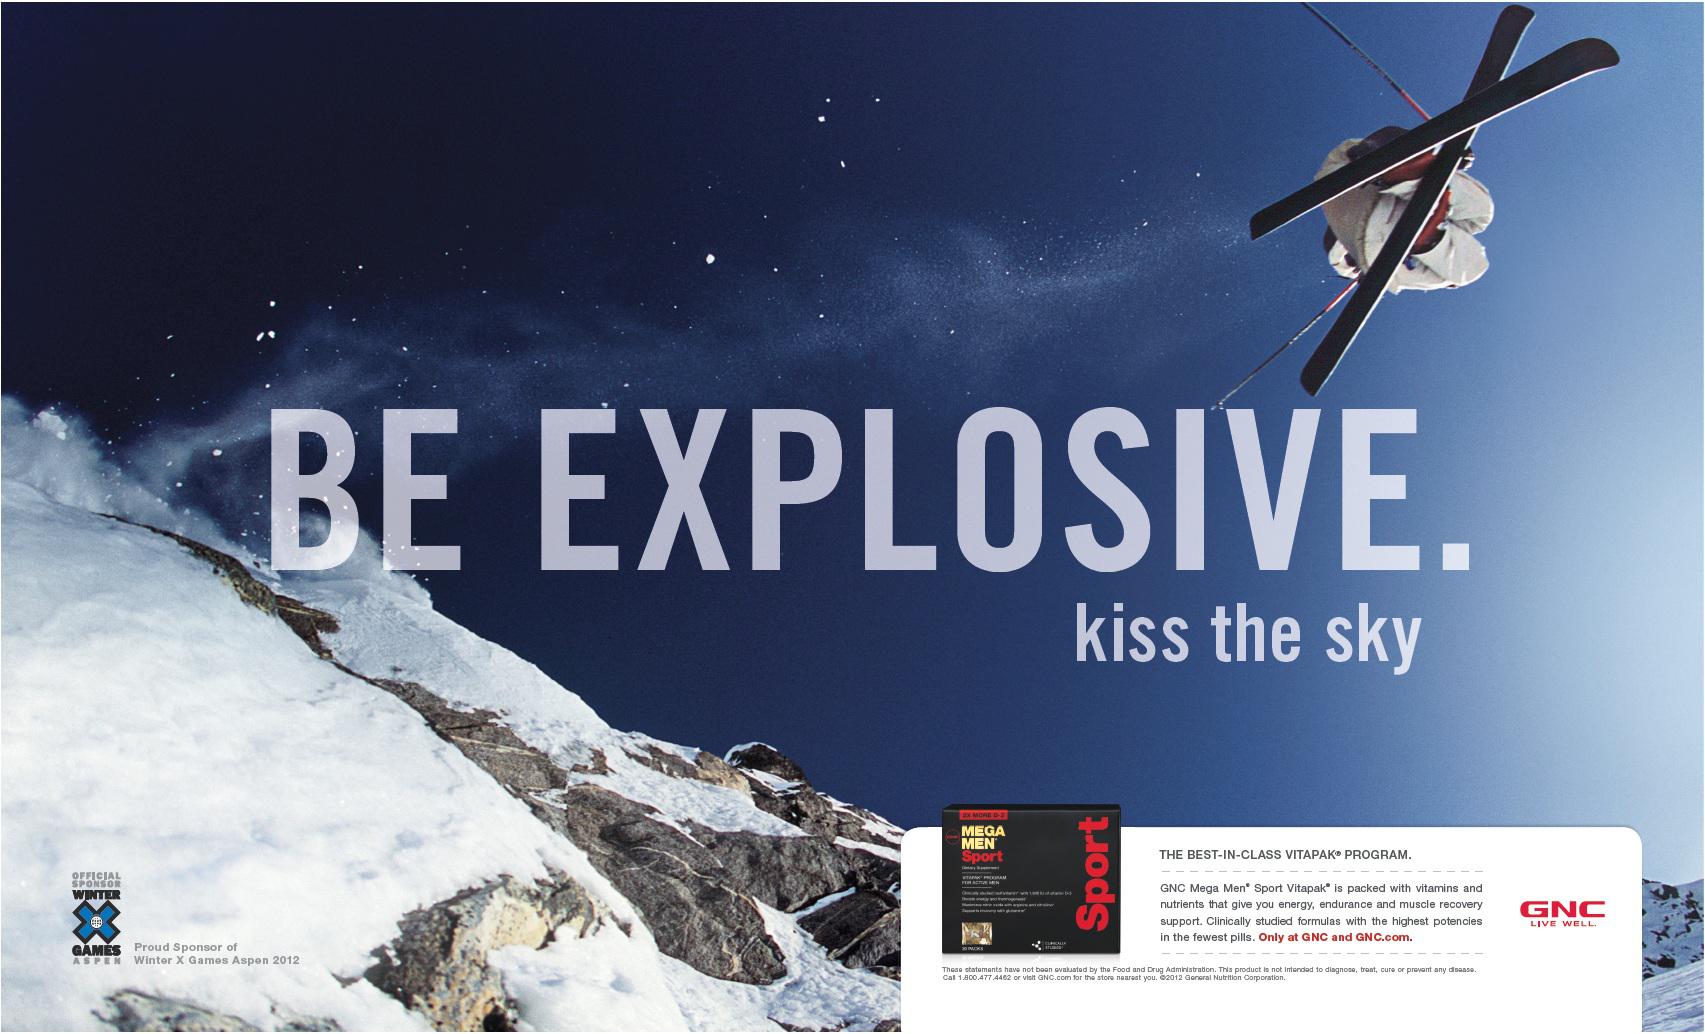 BE EXPLOSIVE.
kiss the sky
OFFICIAL
SPONSOR
WINTER
X
GAMES
ASPEN
Proud Sponsor of
Winter X Games Aspen 2012
2X MORE D-3
MEGA
MEN®
Sport
Dietary Supplement
VITAPAK® PROGRAM
FOR ACTIVE MEN
30 PACKS
CLINICALLY
STUDIED
Sport
THE BEST-IN-CLASS VITAPAK® PROGRAM.
GNC Mega Men® Sport Vitapak® is packed with vitamins and
nutrients that give you energy, endurance and muscle recovery
support. Clinically studied formulas with the highest potencies
in the fewest pills. Only at GNC and GNC.com.
GNC
LIVE WELL.
These statements have not been evaluated by the Food and Drug Administration. This product is not intended to diagnose, treat, cure or prevent any disease.
Call 1.800.477.4462 or visit GNC.com for the store nearest you. ©2012 General Nutrition Corporation.